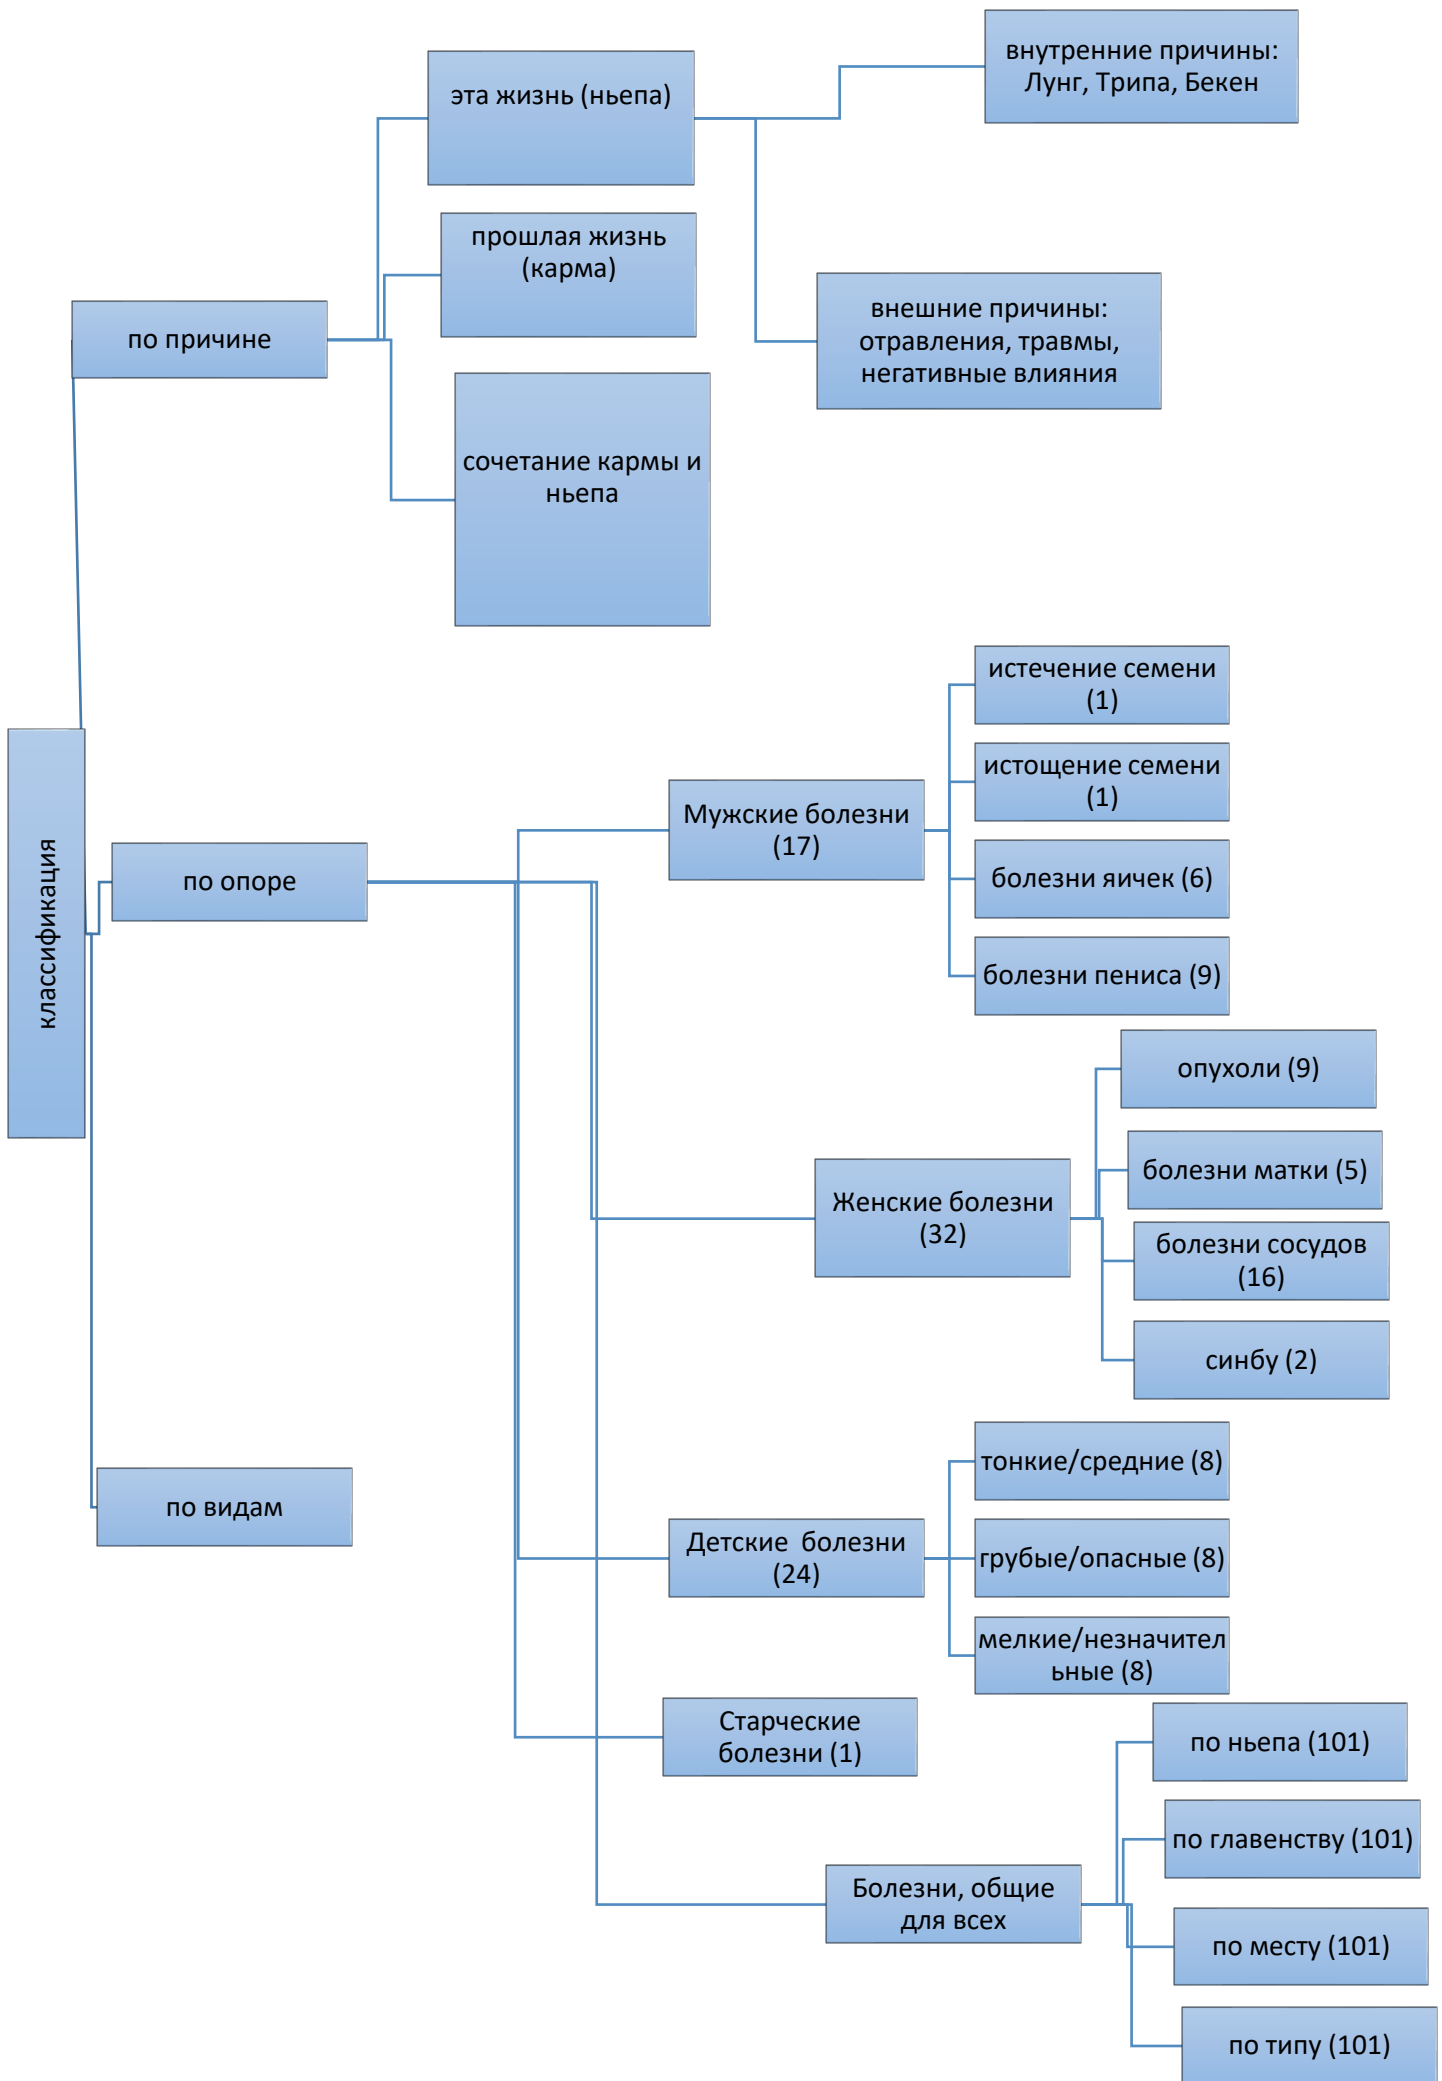 классификация
по причине
эта жизнь (ньепа)
внутренние причины:
Лунг, Трипа, Бекен
внешние причины:
отравления, травмы,
негативные влияния
прошлая жизнь
(карма)
сочетание кармы и
ньепа
по опоре
Мужские болезни
(17)
истечение семени
(1)
истощение семени
(1)
болезни яичек (6)
болезни пениса (9)
Женские болезни
(32)
опухоли (9)
болезни матки (5)
болезни сосудов
(16)
синбу (2)
Детские  болезни
(24)
тонкие/средние (8)
грубые/опасные (8)
мелкие/незначител
ьные (8)
Старческие
болезни (1)
Болезни, общие
для всех
по ньепа (101)
по главенству (101)
по месту (101)
по типу (101)
по видам